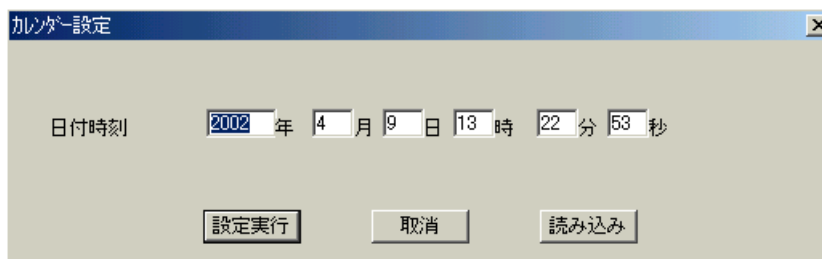 カレンダー設定
日付時刻 2002 年 4 月 9 日 13 時 22 分 53 秒
設定実行 取消 読み込み